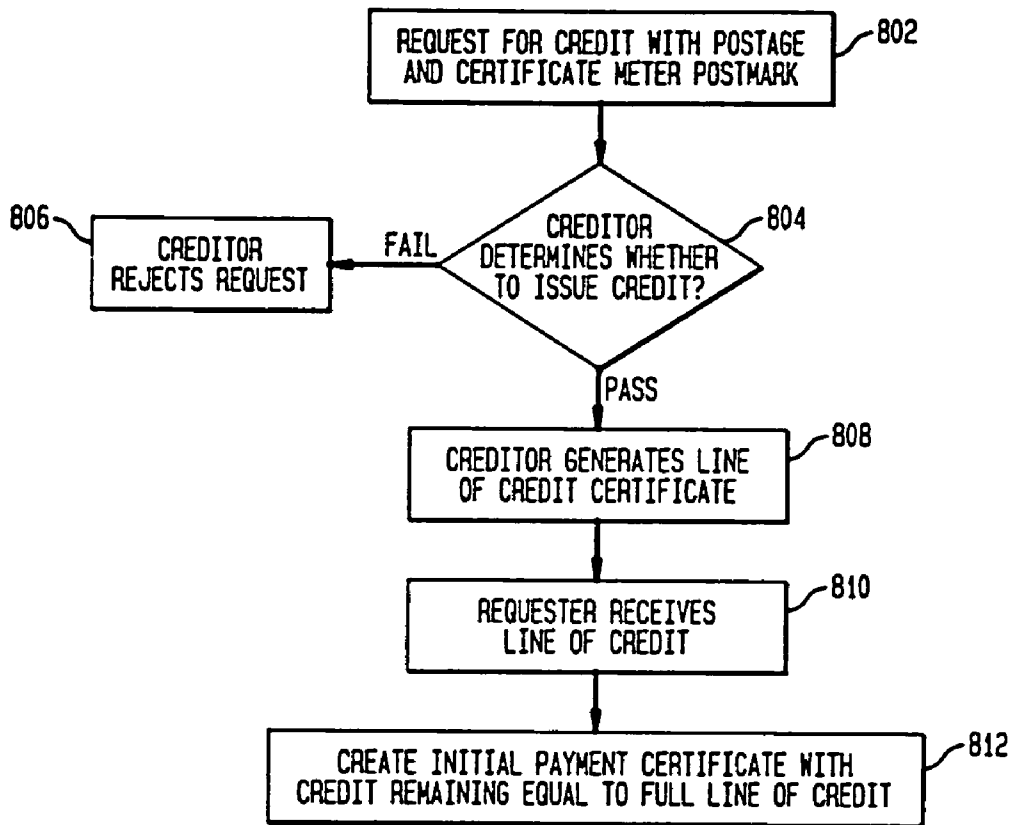 REQUEST FOR CREDIT WITH POSTAGE
AND CERTIFICATE METER POSTMARK
802
CREDITOR
DETERMINES WHETHER
TO ISSUE CREDIT?
804
FAIL
806
CREDITOR
REJECTS REQUEST
PASS
CREDITOR GENERATES LINE
OF CREDIT CERTIFICATE
808
REQUESTER RECEIVES
LINE OF CREDIT
810
CREATE INITIAL PAYMENT CERTIFICATE WITH
CREDIT REMAINING EQUAL TO FULL LINE OF CREDIT
812